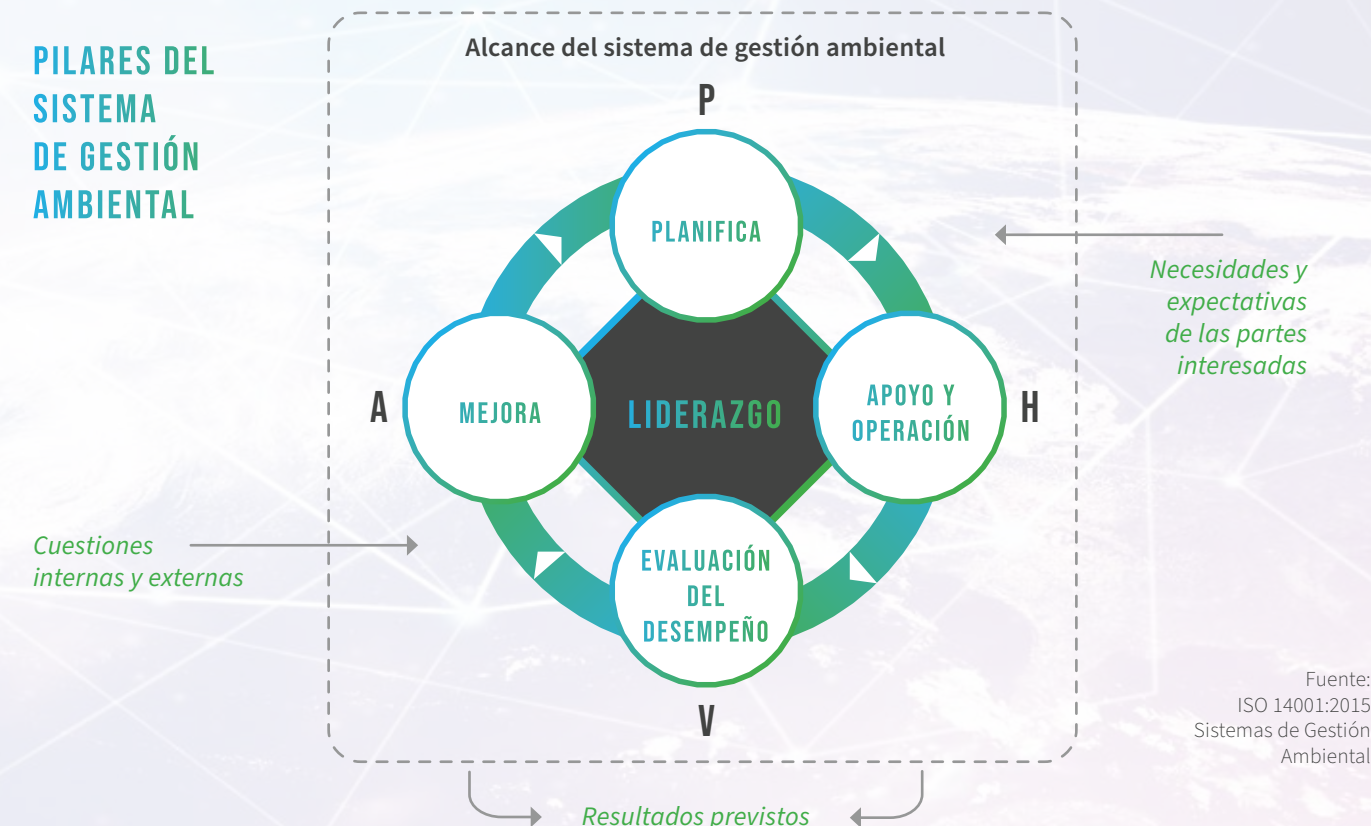 PILARES DEL
SISTEMA
DE GESTIÓN
AMBIENTAL
Alcance del sistema de gestión ambiental
P
PLANIFICA
Necesidades y
expectativas
de las partes
interesadas
A
MEJORA
LIDERAZGO
APOYO Y
OPERACIÓN
H
Cuestiones
internas y externas
EVALUACIÓN
DEL
DESEMPEÑO
V
Fuente:
ISO 14001:2015
Sistemas de Gestión
Ambiental
Resultados previstos